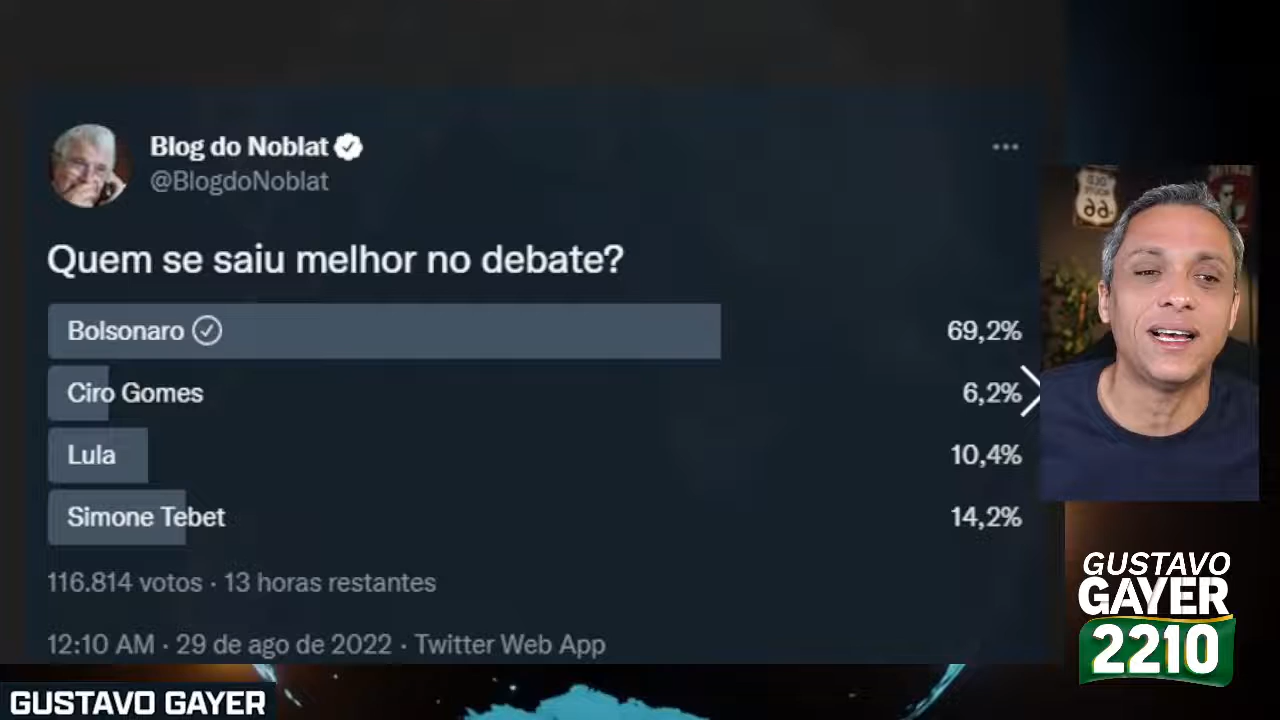 Blog do Noblat
@BlogdoNoblat
Quem se saiu melhor no debate?
Bolsonaro 69,2%
Ciro Gomes 6,2%
Lula 10,4%
Simone Tebet 14,2%
116.814 votos · 13 horas restantes
12:10 AM · 29 de ago de 2022 · Twitter Web App
66
GUSTAVO
GAYER
2210
GUSTAVO GAYER